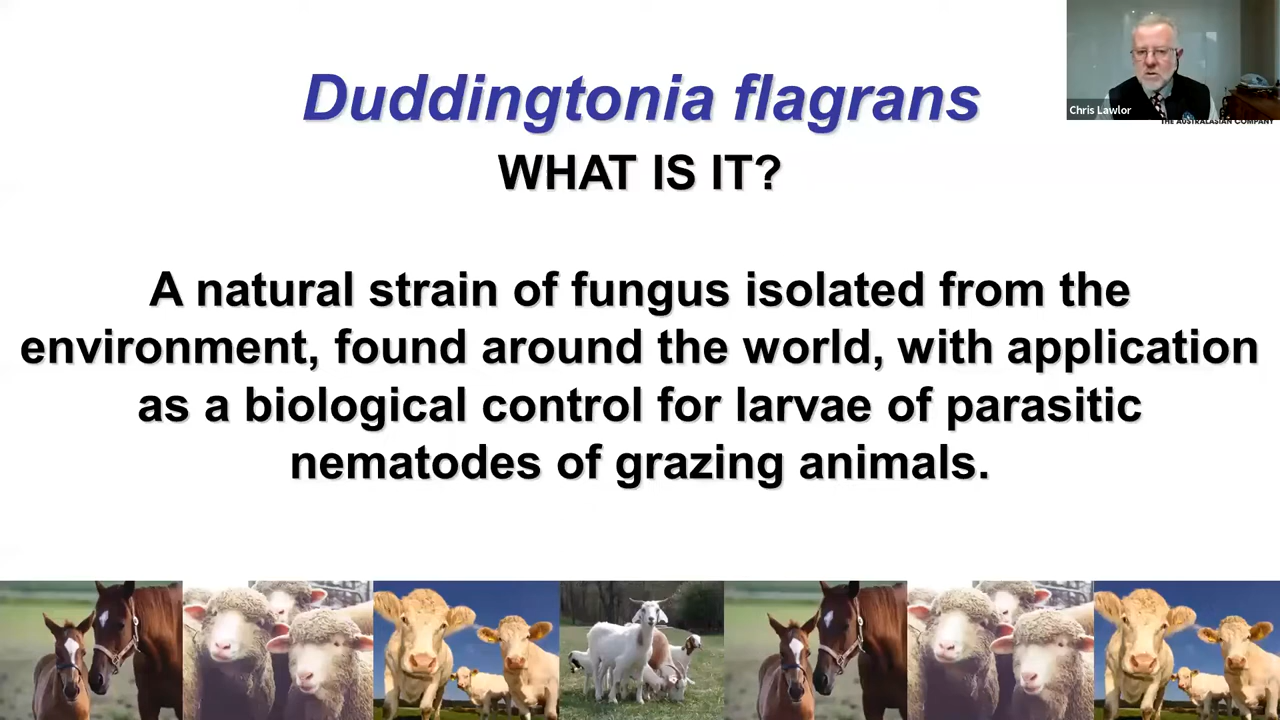 Duddingtonia flagrans
WHAT IS IT?
A natural strain of fungus isolated from the
environment, found around the world, with application
as a biological control for larvae of parasitic
nematodes of grazing animals.
Chris Lawlor
THE AUSTRALASIAN COMPANY